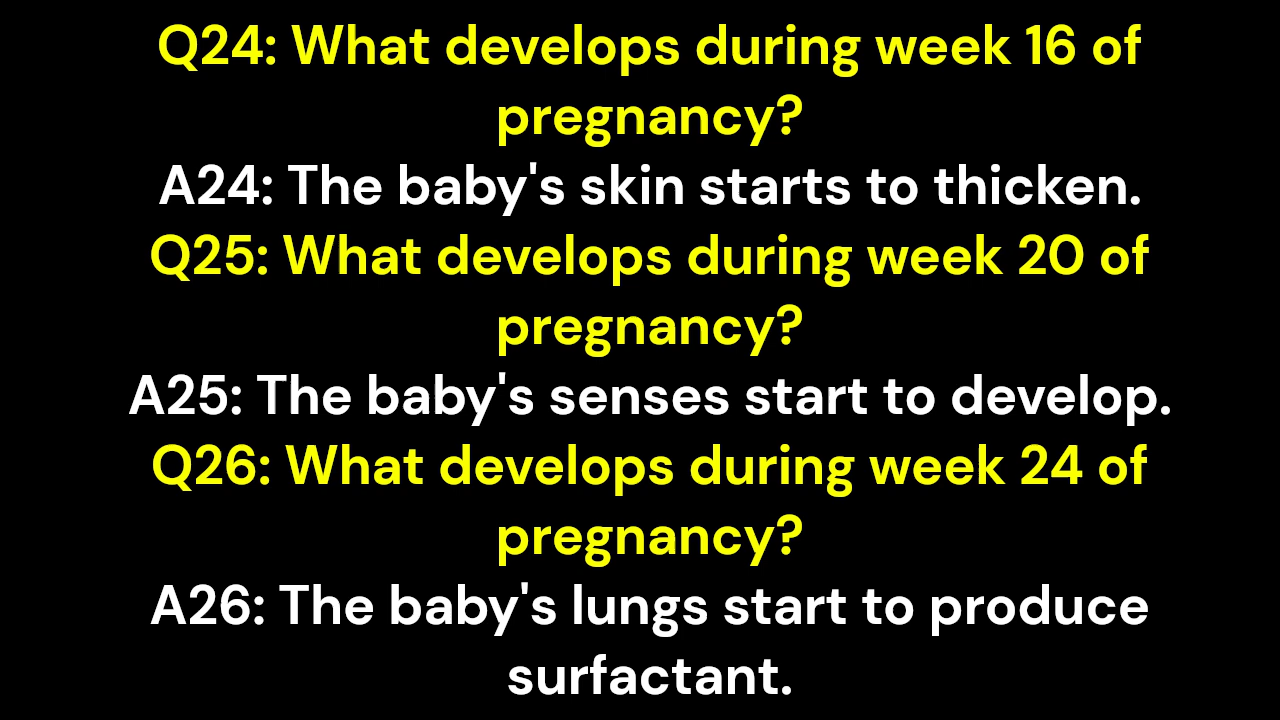 Q24: What develops during week 16 of
pregnancy?
A24: The baby's skin starts to thicken.
Q25: What develops during week 20 of
pregnancy?
A25: The baby's senses start to develop.
Q26: What develops during week 24 of
pregnancy?
A26: The baby's lungs start to produce
surfactant.